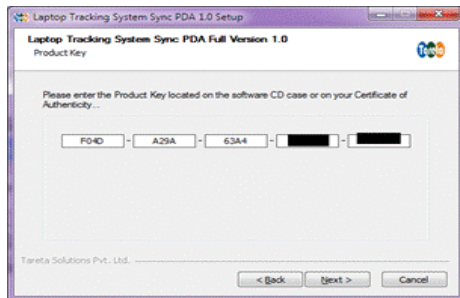 Laptop Tracking System Sync PDA 1.0 Setup
Laptop Tracking System Sync PDA Full Version 1.0
Product Key
Tareta
Please enter the Product Key located on the software CD case or on your Certificate of
Authenticity...
F04D - A29A - 63A4 - -
Tareta Solutions Pvt. Ltd.
< Back Next > Cancel